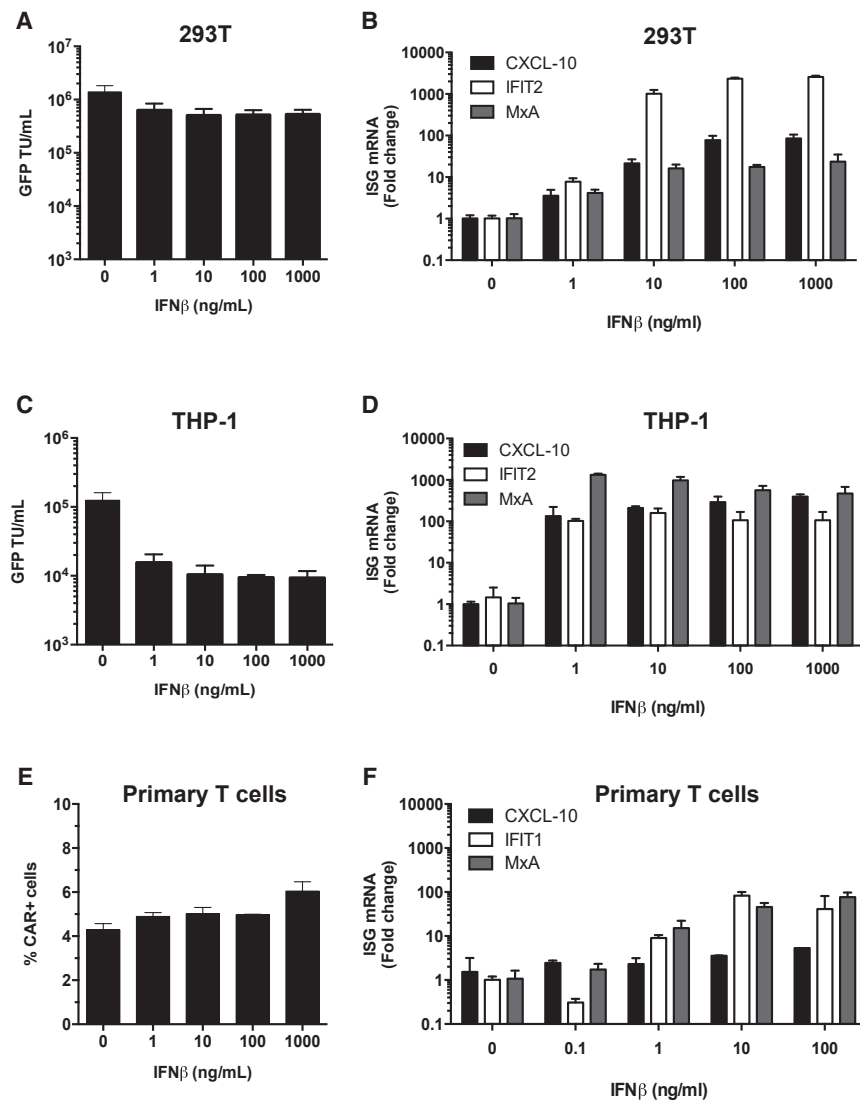 A
293T
10⁷
10⁶
10⁵
10⁴
10³
GFP TU/mL
0 1 10 100 1000
IFNβ (ng/mL)
B
293T
CXCL-10
IFIT2
MxA
10000
1000
100
10
1
0.1
ISG mRNA
(Fold change)
0 1 10 100 1000
IFNβ (ng/ml)
C
THP-1
10⁶
10⁵
10⁴
10³
GFP TU/mL
0 1 10 100 1000
IFNβ (ng/mL)
D
THP-1
CXCL-10
IFIT2
MxA
10000
1000
100
10
1
0.1
ISG mRNA
(Fold change)
0 1 10 100 1000
IFNβ (ng/ml)
E
Primary T cells
10
8
6
4
2
0
% CAR+ cells
0 1 10 100 1000
IFNβ (ng/mL)
F
Primary T cells
CXCL-10
IFIT1
MxA
10000
1000
100
10
1
0.1
ISG mRNA
(Fold change)
0 0.1 1 10 100
IFNβ (ng/ml)